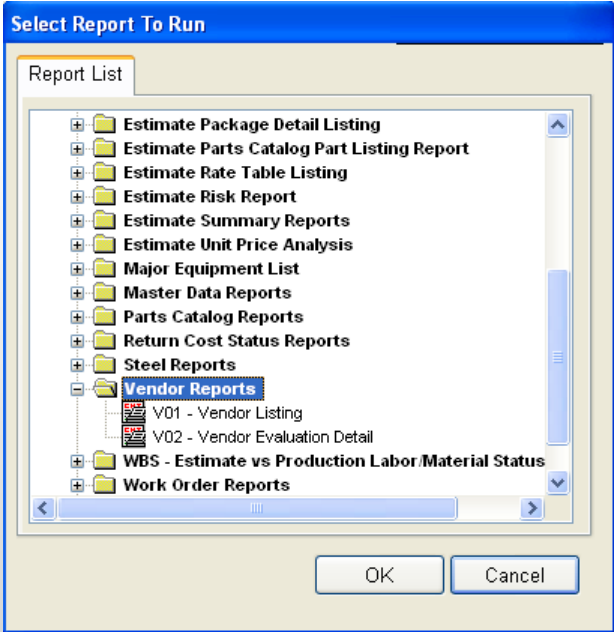 Select Report To Run
Report List
Estimate Package Detail Listing
Estimate Parts Catalog Part Listing Report
Estimate Rate Table Listing
Estimate Risk Report
Estimate Summary Reports
Estimate Unit Price Analysis
Major Equipment List
Master Data Reports
Parts Catalog Reports
Return Cost Status Reports
Steel Reports
Vendor Reports
V01 - Vendor Listing
V02 - Vendor Evaluation Detail
WBS - Estimate vs Production Labor/Material Status
Work Order Reports
OK
Cancel